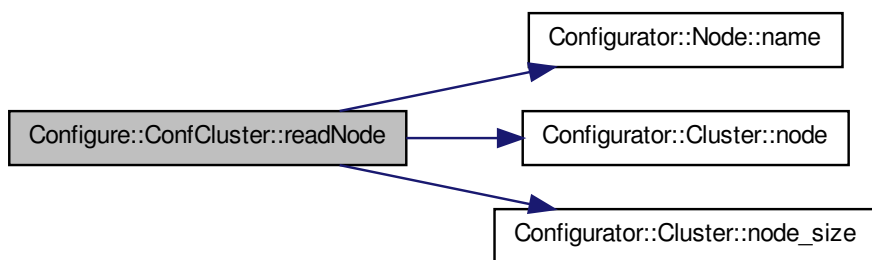 Configurator::Node::name
Configure::ConfCluster::readNode
Configurator::Cluster::node
Configurator::Cluster::node_size